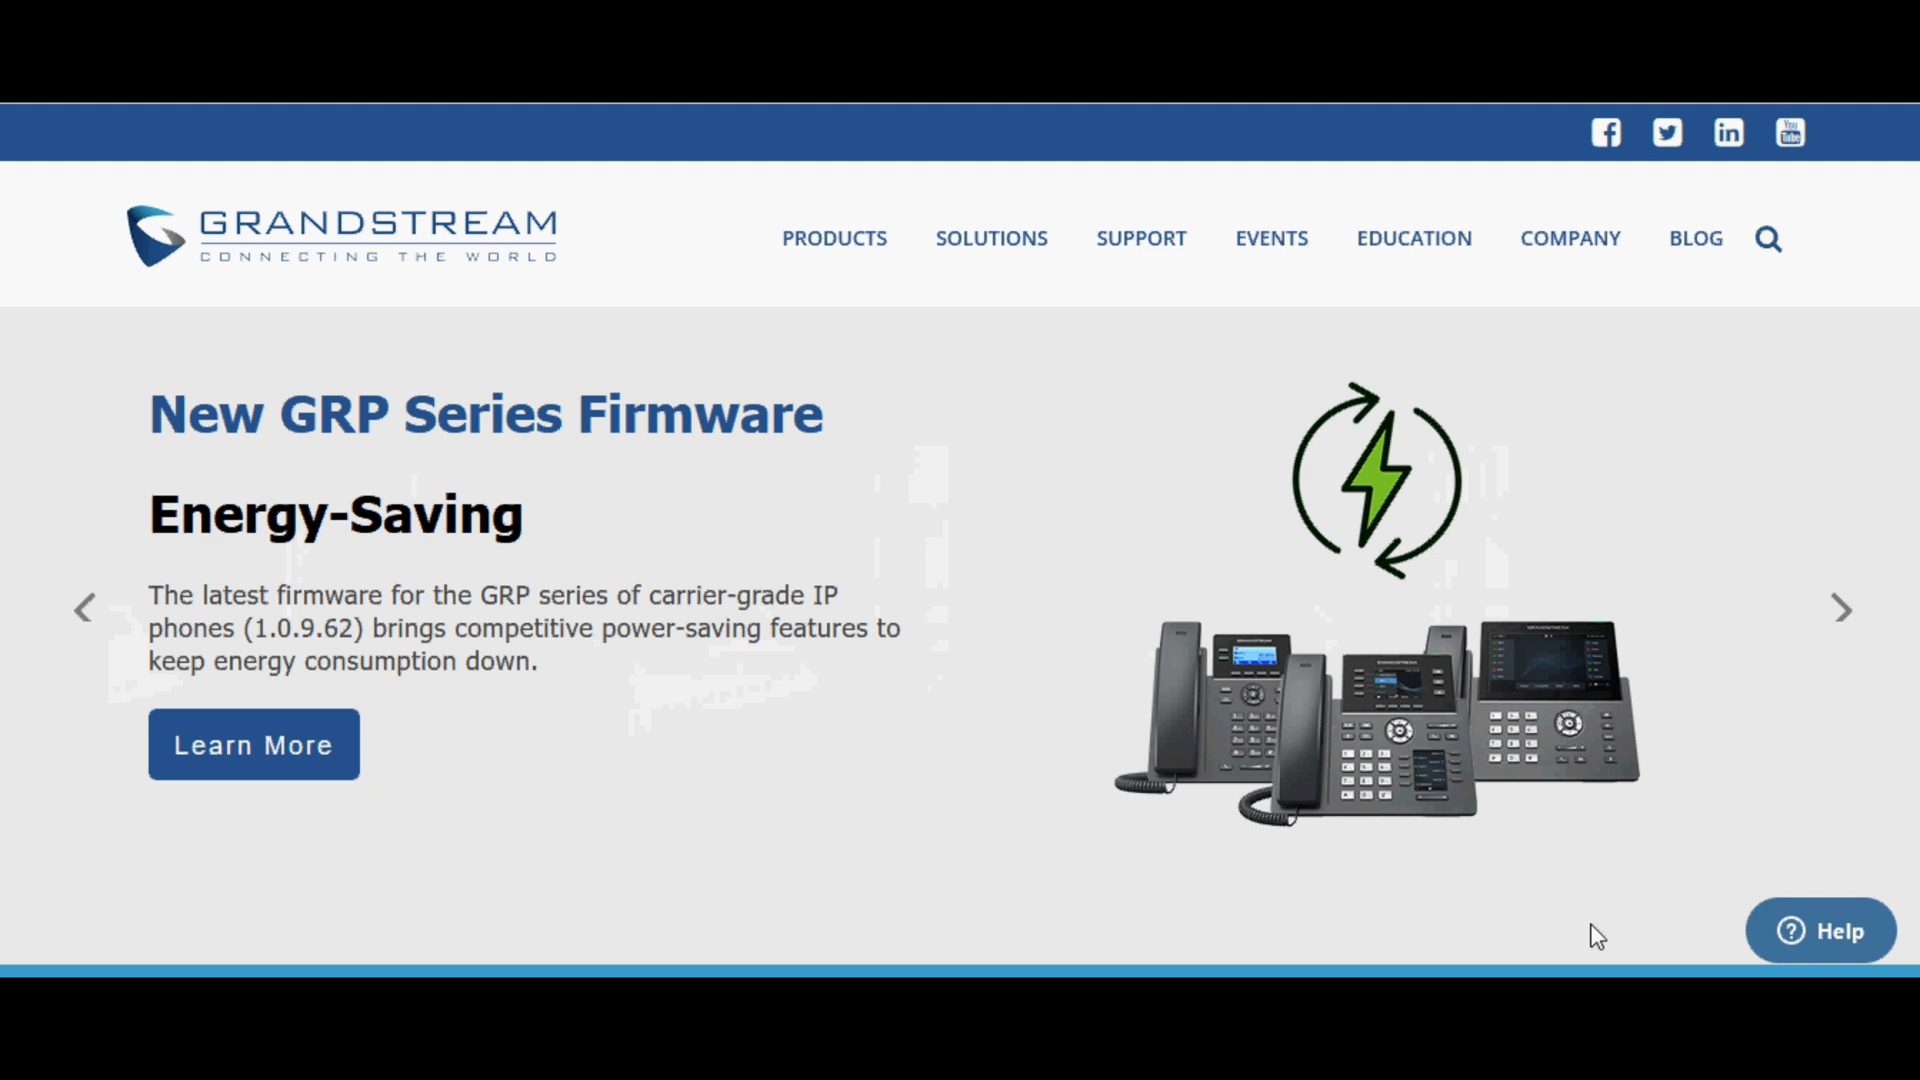 GRANDSTREAM
CONNECTING THE WORLD
PRODUCTS SOLUTIONS SUPPORT EVENTS EDUCATION COMPANY BLOG
New GRP Series Firmware
Energy-Saving
The latest firmware for the GRP series of carrier-grade IP
phones (1.0.9.62) brings competitive power-saving features to
keep energy consumption down.
Learn More
Help